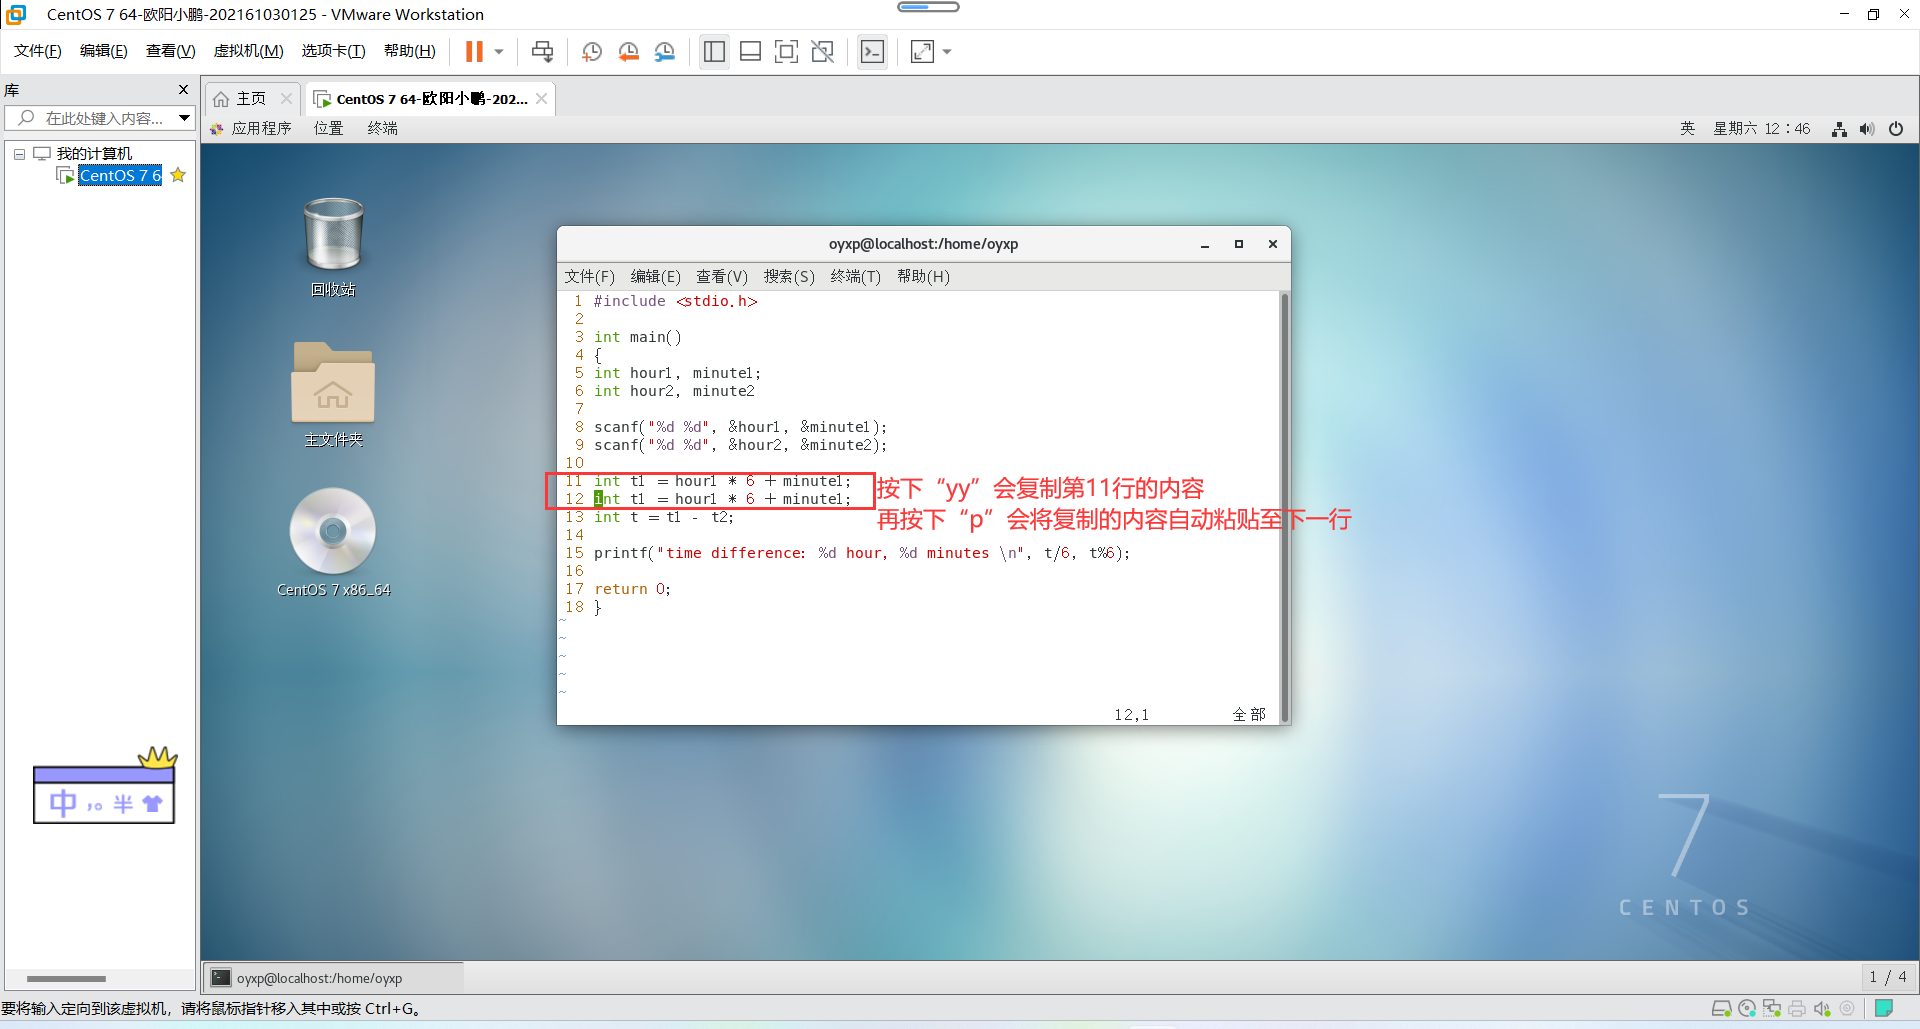 CentOS 7 64-欧阳小鹏-202161030125 - VMware Workstation
文件(F) 编辑(E) 查看(V) 虚拟机(M) 选项卡(T) 帮助(H)
库
在此处键入内容...
我的计算机
CentOS 7 6
主页
CentOS 7 64-欧阳小鹏-202...
应用程序 位置 终端
英 星期六 12：46
回收站
主文件夹
CentOS 7 x86_64
oyxp@localhost:/home/oyxp
文件(F) 编辑(E) 查看(V) 搜索(S) 终端(T) 帮助(H)
1 #include <stdio.h>
2
3 int main()
4 {
5 int hour1, minute1;
6 int hour2, minute2
7
8 scanf("%d %d", &hour1, &minute1);
9 scanf("%d %d", &hour2, &minute2);
10
11 int t1 = hour1 * 6 + minute1;
12 int t1 = hour1 * 6 + minute1;
13 int t = t1 - t2;
14
15 printf("time difference: %d hour, %d minutes \n", t/6, t%6);
16
17 return 0;
18 }
~
~
~
~
~
12,1 全部
按下“yy”会复制第11行的内容
再按下“p”会将复制的内容自动粘贴至下一行
中 ，。 半
7
CENTOS
oyxp@localhost:/home/oyxp
1 / 4
要将输入定向到该虚拟机，请将鼠标指针移入其中或按 Ctrl+G。